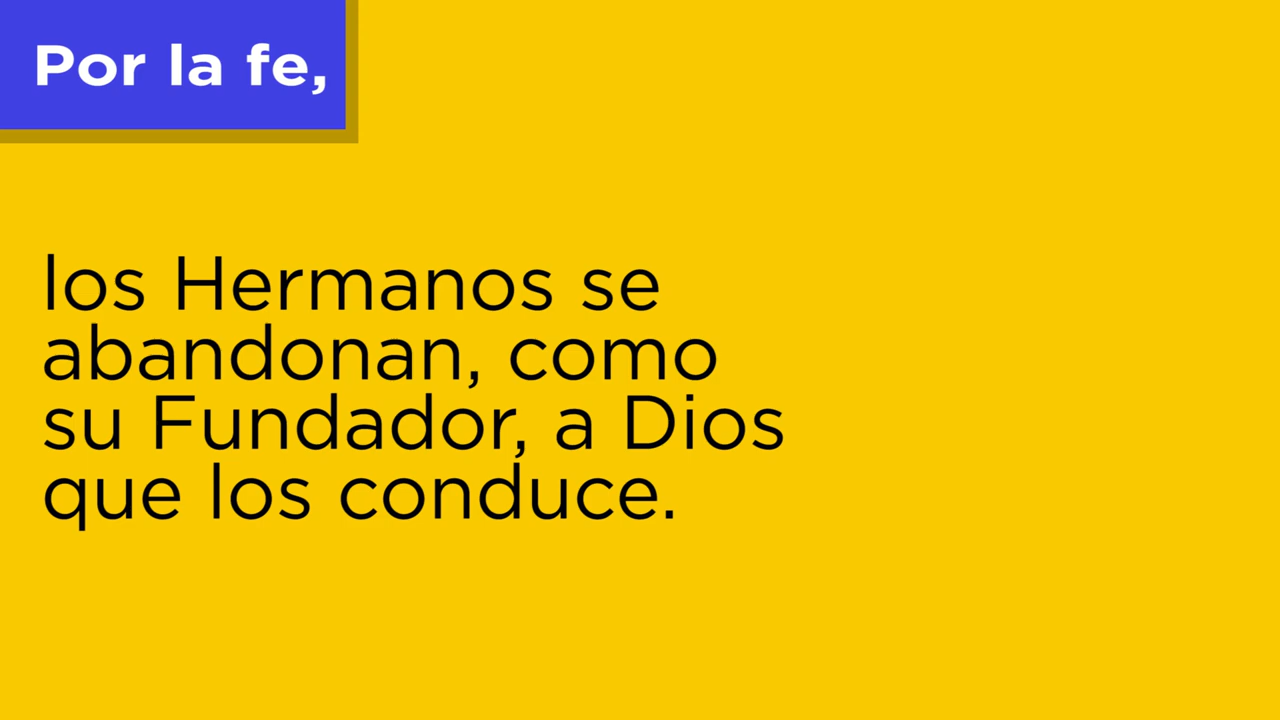 Por la fe,
los Hermanos se
abandonan, como
su Fundador, a Dios
que los conduce.